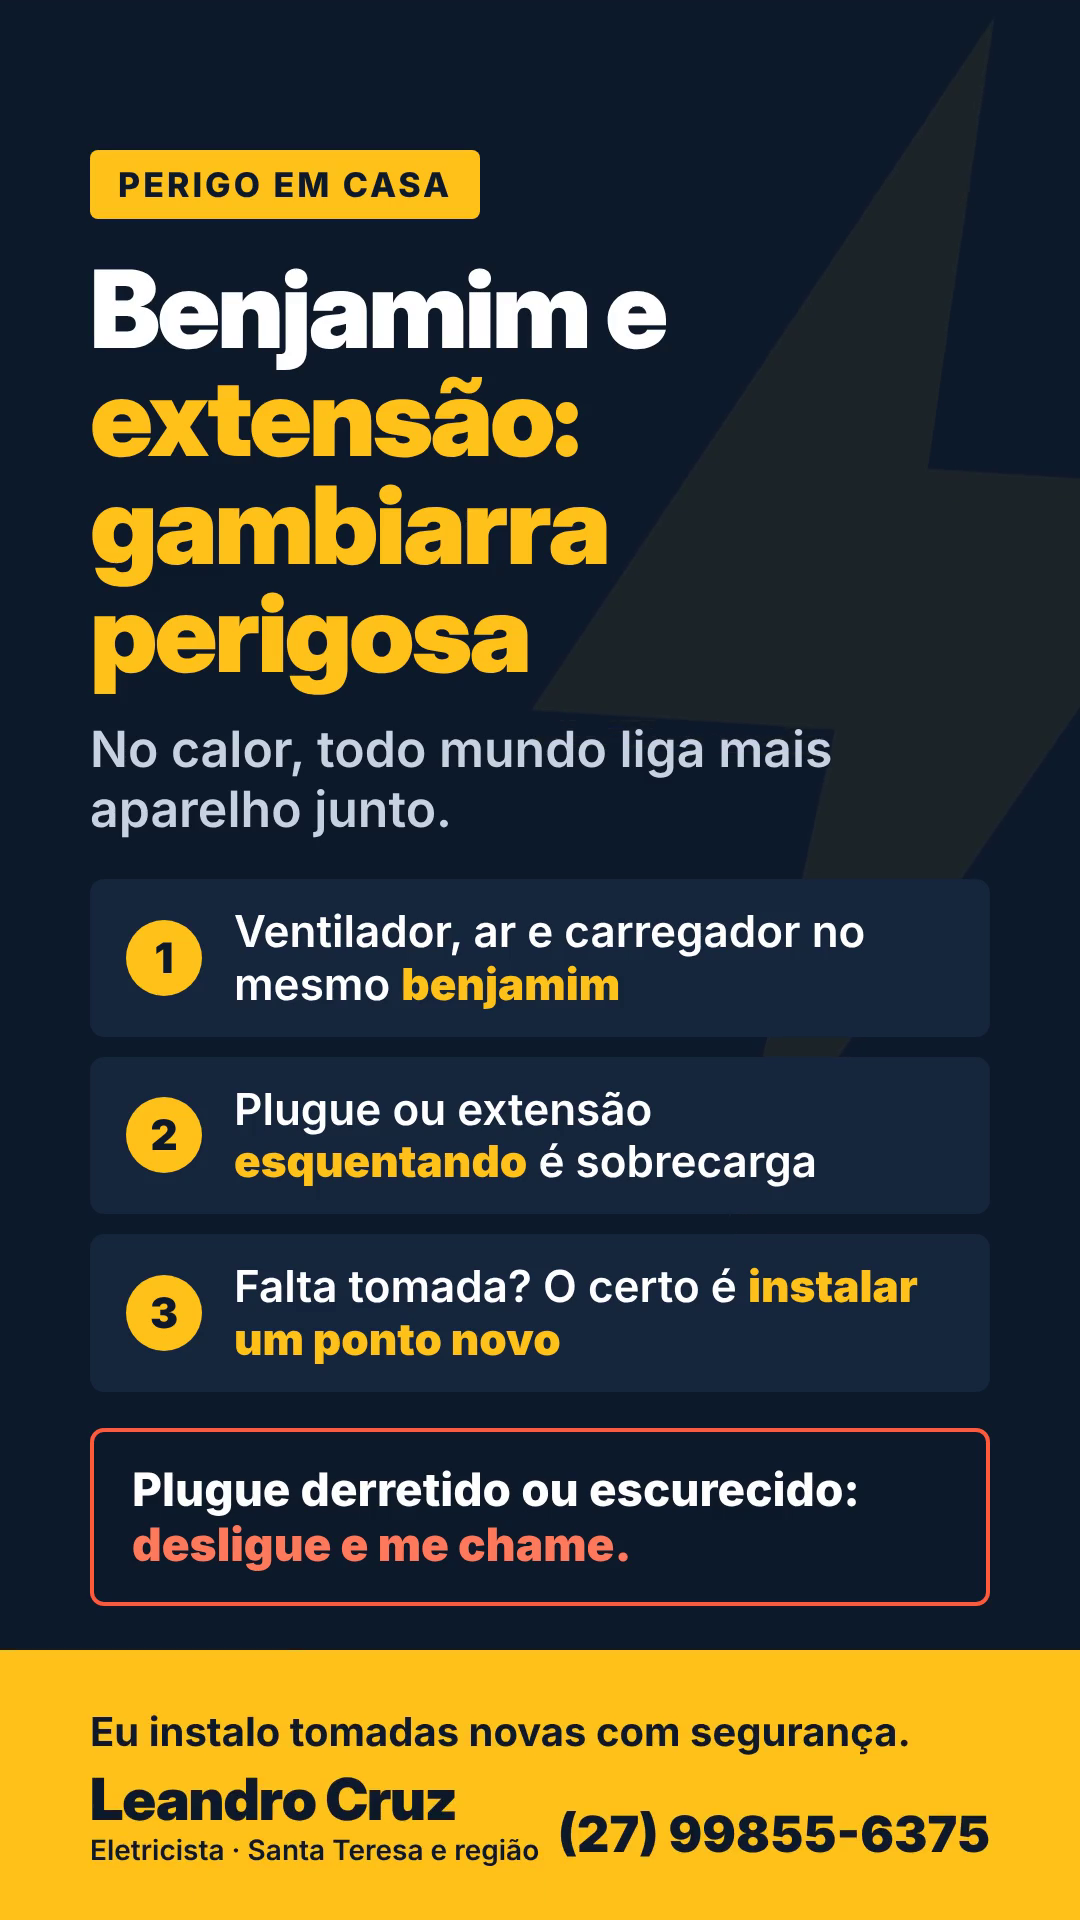 PERIGO EM CASA
Benjamim e
extensão:
gambiarra
perigosa
No calor, todo mundo liga mais
aparelho junto.
1
Ventilador, ar e carregador no
mesmo benjamim
2
Plugue ou extensão
esquentando é sobrecarga
3
Falta tomada? O certo é instalar
um ponto novo
Plugue derretido ou escurecido:
desligue e me chame.
Eu instalo tomadas novas com segurança.
Leandro Cruz
Eletricista · Santa Teresa e região
(27) 99855-6375